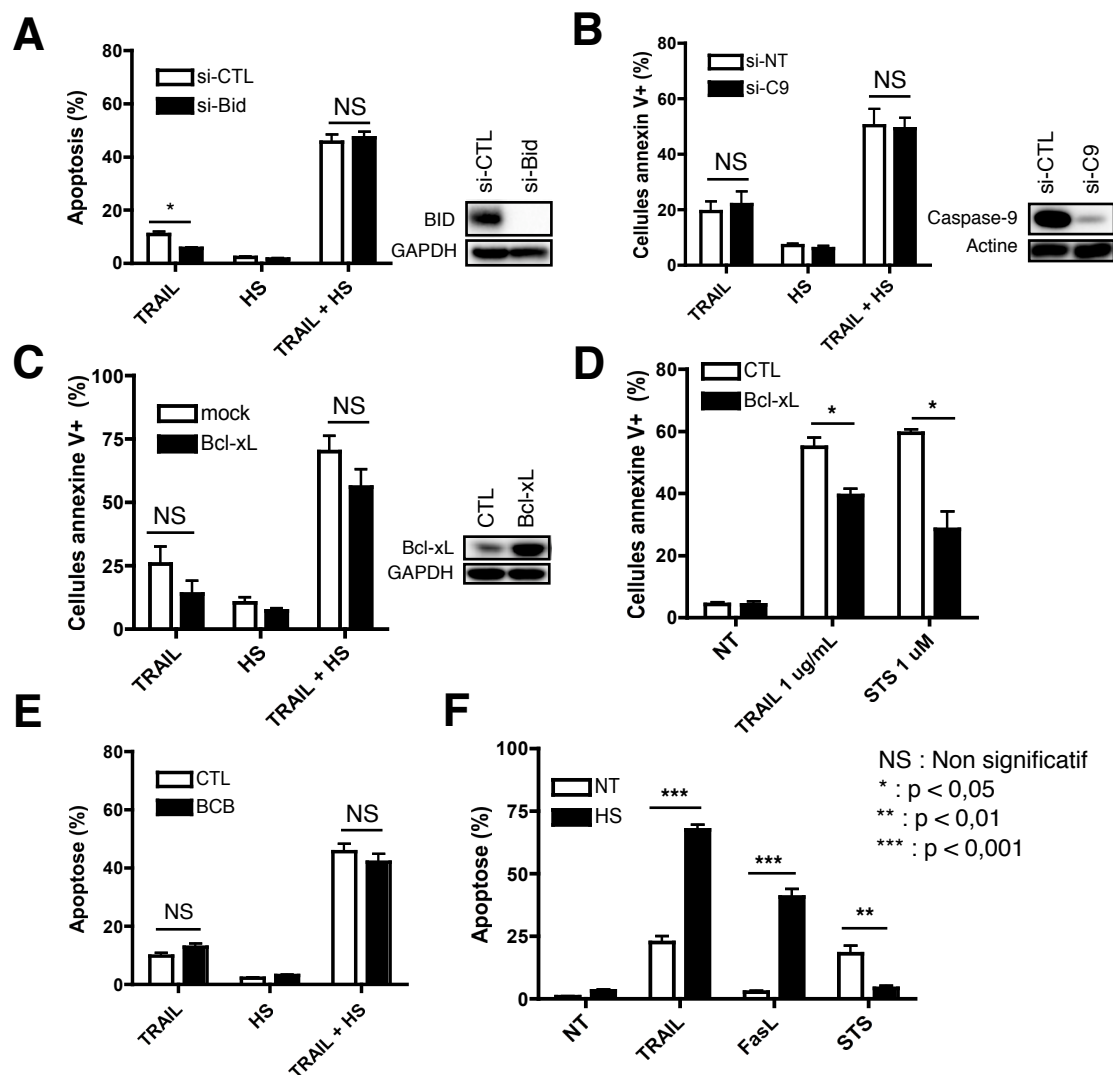 A
Apoptosis (%)
80
60
40
20
0
si-CTL
si-Bid
*
NS
TRAIL
HS
TRAIL + HS
si-CTL
si-Bid
BID
GAPDH
B
Cellules annexin V+ (%)
80
60
40
20
0
si-NT
si-C9
NS
NS
TRAIL
HS
TRAIL + HS
si-CTL
si-C9
Caspase-9
Actine
C
Cellules annexine V+ (%)
100
75
50
25
0
mock
Bcl-xL
NS
NS
TRAIL
HS
TRAIL + HS
CTL
Bcl-xL
Bcl-xL
GAPDH
D
Cellules annexine V+ (%)
80
60
40
20
0
CTL
Bcl-xL
*
*
NT
TRAIL 1 ug/mL
STS 1 uM
E
Apoptose (%)
80
60
40
20
0
CTL
BCB
NS
NS
TRAIL
HS
TRAIL + HS
F
Apoptose (%)
100
75
50
25
0
NT
HS
***
***
**
NT
TRAIL
FasL
STS
NS : Non significatif
* : p < 0,05
** : p < 0,01
*** : p < 0,001